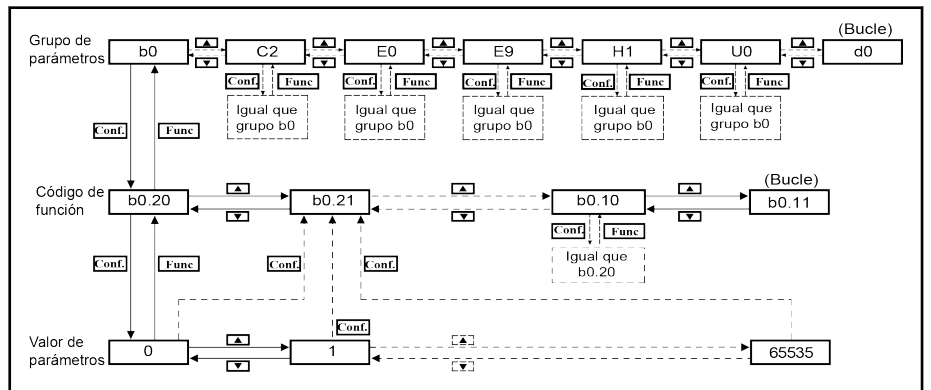 (Bucle)
Grupo de
parámetros
b0 ▲ ▼ C2 ▲ ▼ E0 ▲ ▼ E9 ▲ ▼ H1 ▲ ▼ U0 ▲ ▼ d0
Conf. Func Conf. Func Conf. Func Conf. Func Conf. Func
Igual que
grupo b0
Igual que
grupo b0
Igual que
grupo b0
Igual que
grupo b0
Igual que
grupo b0
Conf. Func
(Bucle)
Código de
función
b0.20 ▲ ▼ b0.21 ▲ ▼ b0.10 ▲ ▼ b0.11
Conf. Func
Igual que
b0.20
Conf. Func Conf. Conf.
Conf.
Valor de
parámetros
0 ▲ ▼ 1 ▲ ▼ 65535